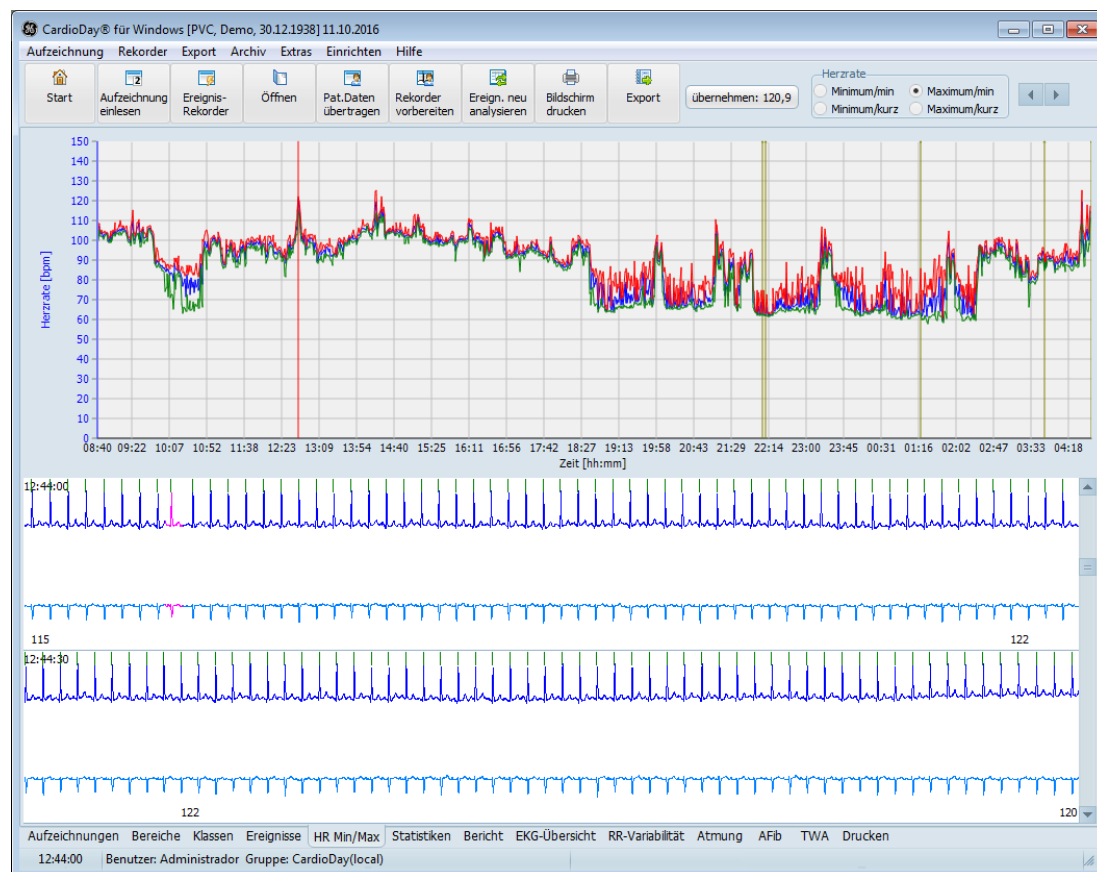 CardioDay® für Windows [PVC, Demo, 30.12.1938] 11.10.2016
Aufzeichnung Rekorder Export Archiv Extras Einrichten Hilfe
Start
Aufzeichnung einlesen
Ereignis-Rekorder
Öffnen
Pat.Daten übertragen
Rekorder vorbereiten
Ereign. neu analysieren
Bildschirm drucken
Export
übernehmen: 120,9
Herzrate
Minimum/min Maximum/min
Minimum/kurz Maximum/kurz
150
140
130
120
110
100
90
80
70
60
50
40
30
20
10
0
Herzrate [bpm]
08:40 09:22 10:07 10:52 11:38 12:23 13:09 13:54 14:40 15:25 16:11 16:56 17:42 18:27 19:13 19:58 20:43 21:29 22:14 23:00 23:45 00:31 01:16 02:02 02:47 03:33 04:18
Zeit [hh:mm]
12:44:00
115 122
12:44:30
122 120
Aufzeichnungen Bereiche Klassen Ereignisse HR Min/Max Statistiken Bericht EKG-Übersicht RR-Variabilität Atmung AFib TWA Drucken
12:44:00 Benutzer: Administrador Gruppe: CardioDay(local)